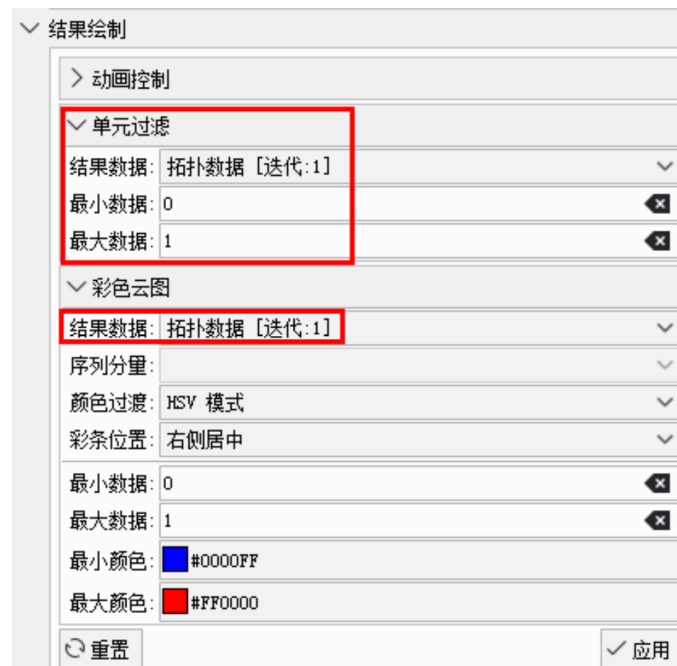 结果绘制
动画控制
单元过滤
结果数据: 拓扑数据 [迭代:1]
最小数据: 0
最大数据: 1
彩色云图
结果数据: 拓扑数据 [迭代:1]
序列分量:
颜色过渡: HSV 模式
彩条位置: 右侧居中
最小数据: 0
最大数据: 1
最小颜色: #0000FF
最大颜色: #FF0000
重置 应用